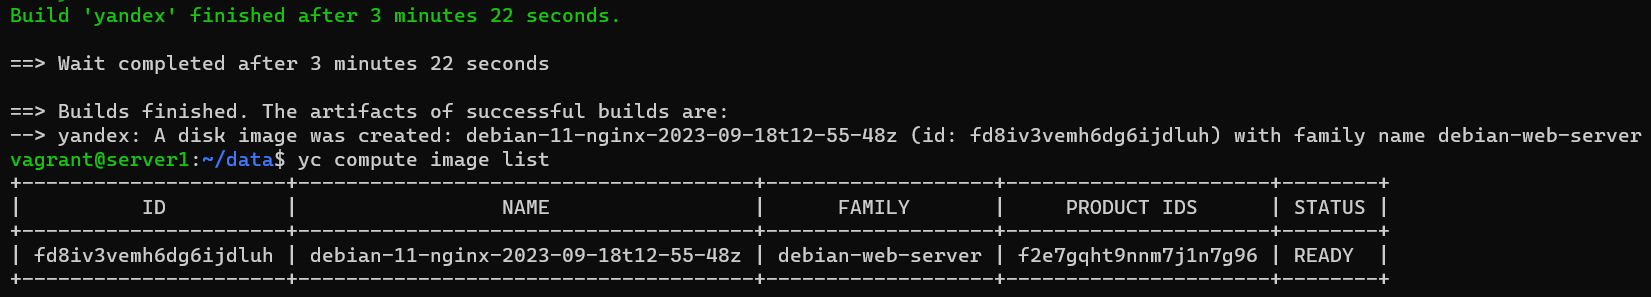 Build 'yandex' finished after 3 minutes 22 seconds.
==> Wait completed after 3 minutes 22 seconds
==> Builds finished. The artifacts of successful builds are:
--> yandex: A disk image was created: debian-11-nginx-2023-09-18t12-55-48z (id: fd8iv3vemh6dg6ijdluh) with family name debian-web-server
vagrant@server1:~/data$ yc compute image list
+----------------------+--------------------------------------+-------------------+----------------------+--------+
|          ID          |                 NAME                 |      FAMILY       |     PRODUCT IDS      | STATUS |
+----------------------+--------------------------------------+-------------------+----------------------+--------+
| fd8iv3vemh6dg6ijdluh | debian-11-nginx-2023-09-18t12-55-48z | debian-web-server | f2e7gqht9nnm7j1n7g96 | READY  |
+----------------------+--------------------------------------+-------------------+----------------------+--------+